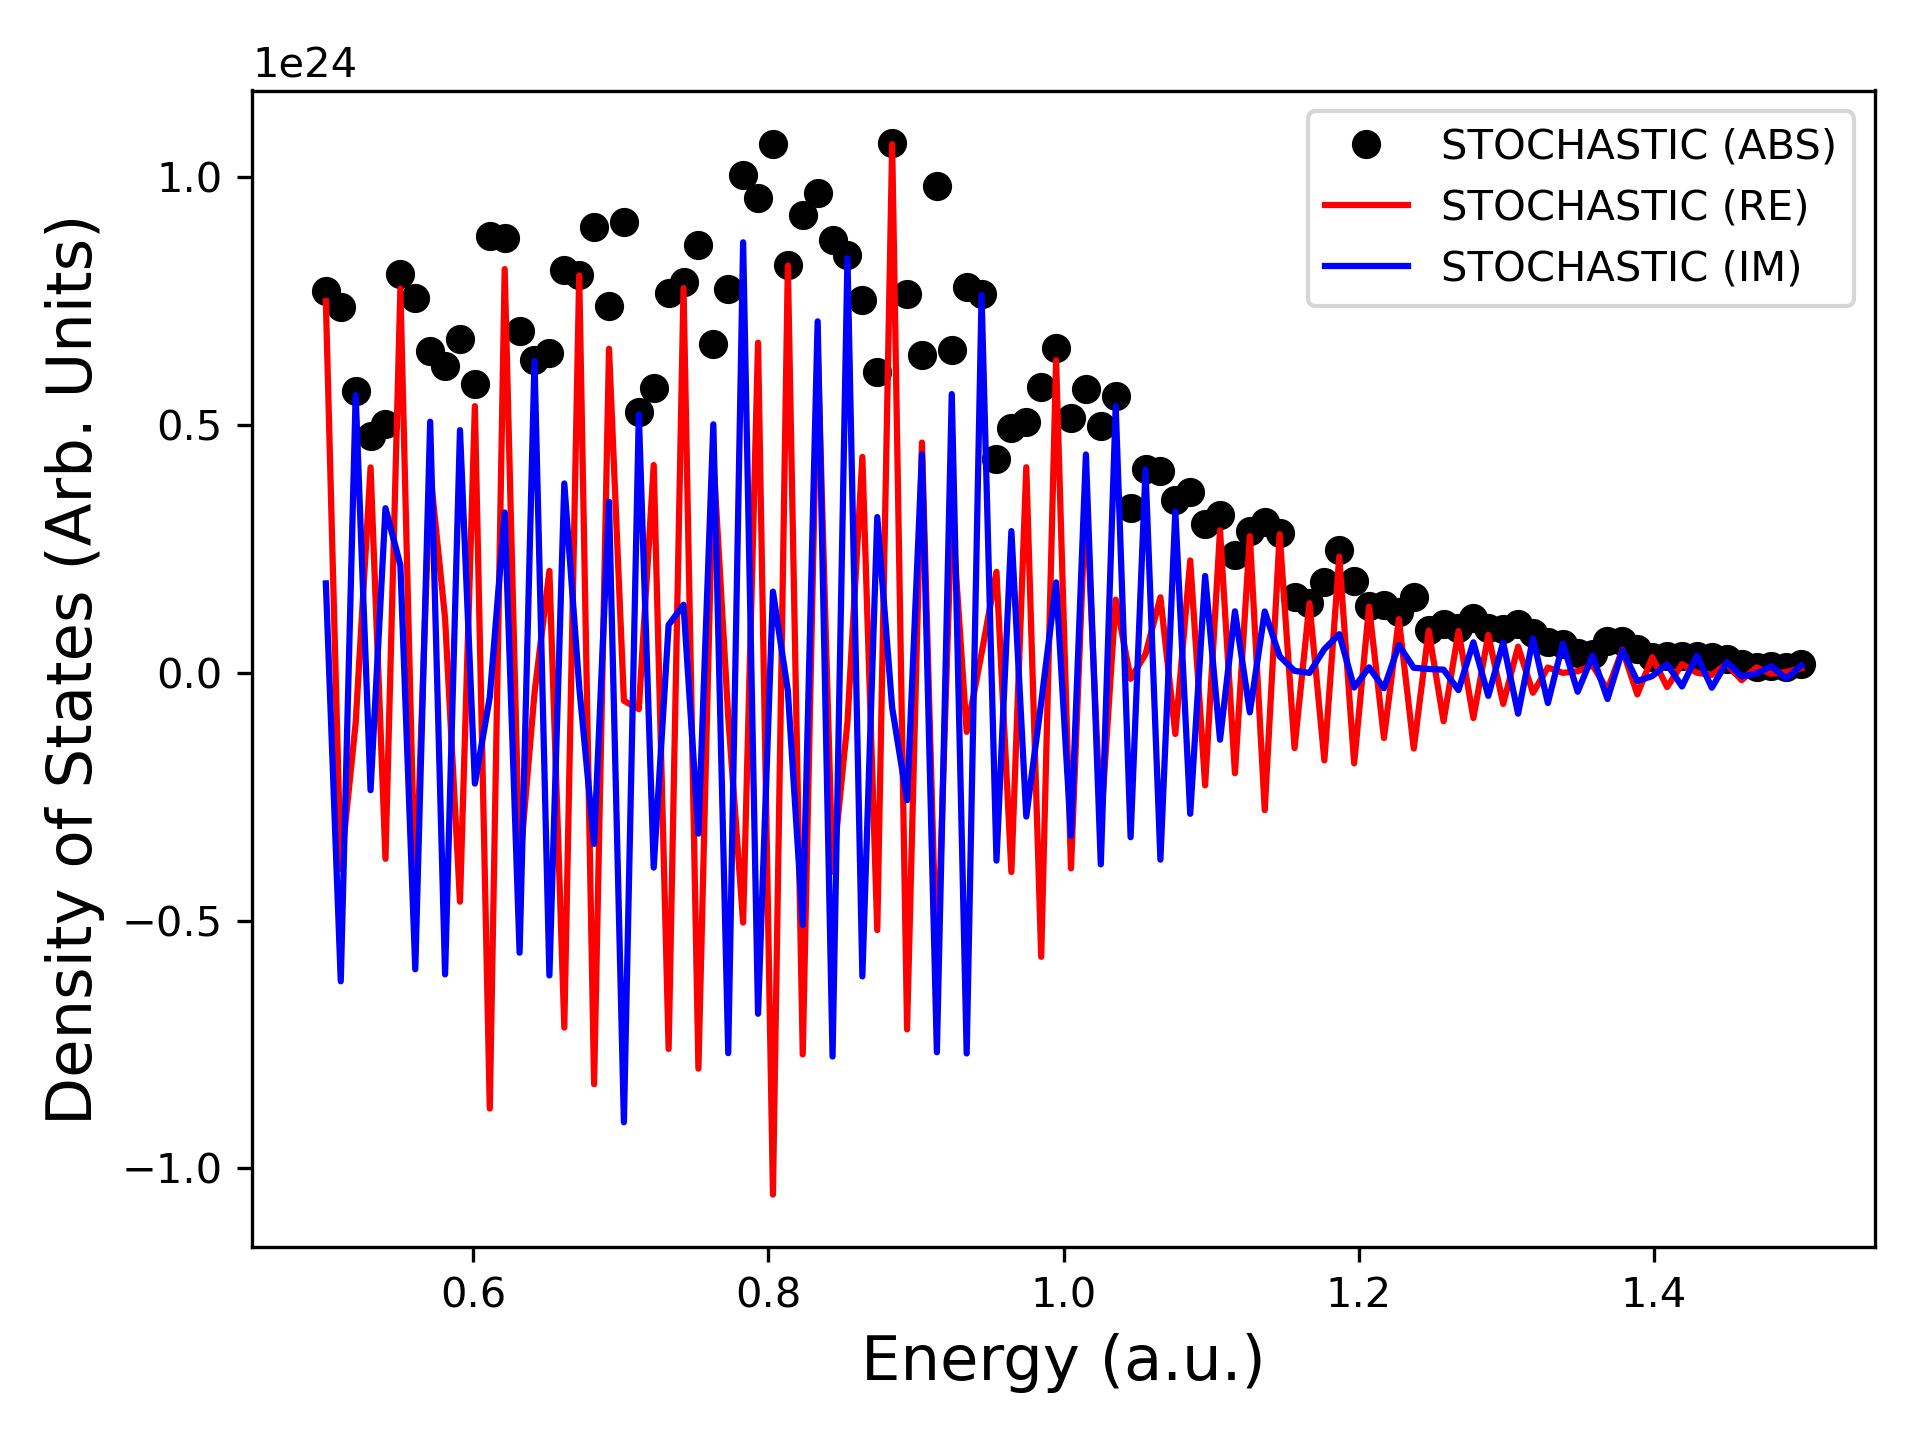 1e24
1.0
0.5
0.0
−0.5
−1.0
Density of States (Arb. Units)
STOCHASTIC (ABS)
STOCHASTIC (RE)
STOCHASTIC (IM)
0.6 0.8 1.0 1.2 1.4
Energy (a.u.)